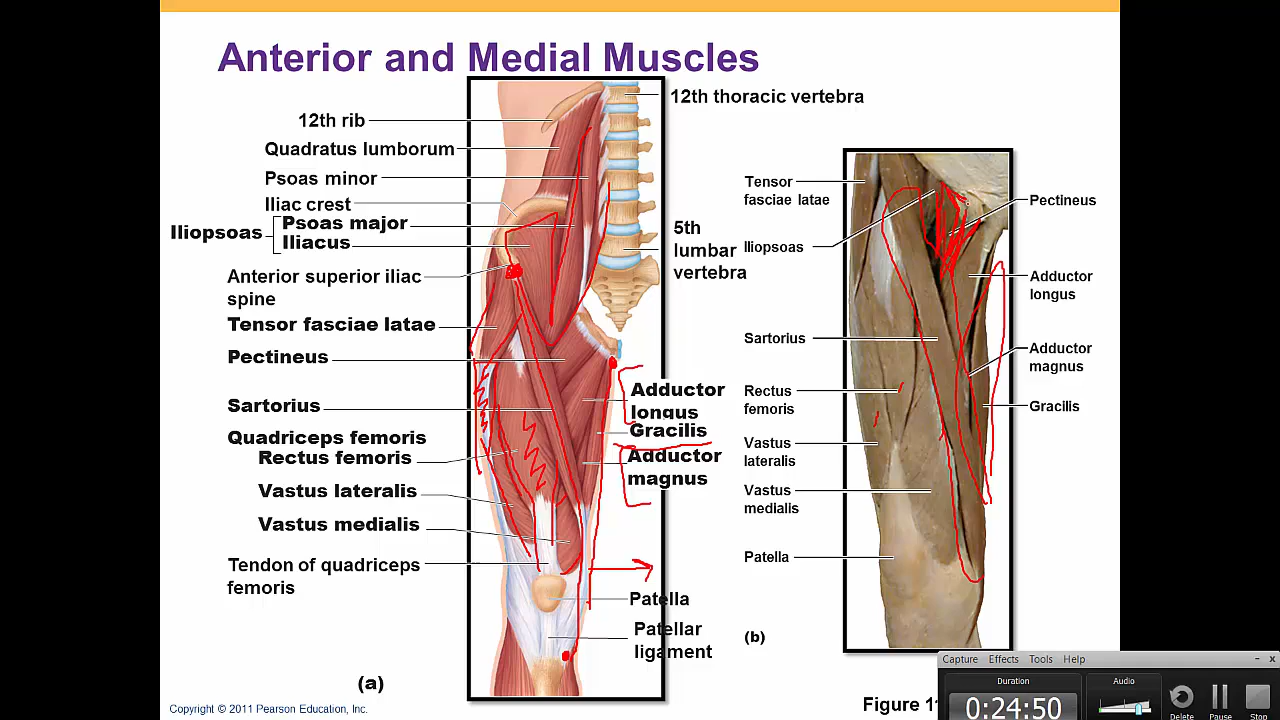 Anterior and Medial Muscles
12th thoracic vertebra
12th rib
Quadratus lumborum
Psoas minor
Iliac crest
Psoas major
Iliopsoas
Iliacus
Anterior superior iliac
spine
Tensor fasciae latae
Pectineus
Sartorius
Quadriceps femoris
Rectus femoris
Vastus lateralis
Vastus medialis
Tendon of quadriceps
femoris
5th
lumbar
vertebra
Adductor
longus
Gracilis
Adductor
magnus
Patella
Patellar
ligament
(a)
Tensor
fasciae latae
Iliopsoas
Sartorius
Rectus
femoris
Vastus
lateralis
Vastus
medialis
Patella
(b)
Pectineus
Adductor
longus
Adductor
magnus
Gracilis
Copyright © 2011 Pearson Education, Inc.
Figure 1
Capture Effects Tools Help
Duration
0:24:50
Audio
Delete
Pause
Stop